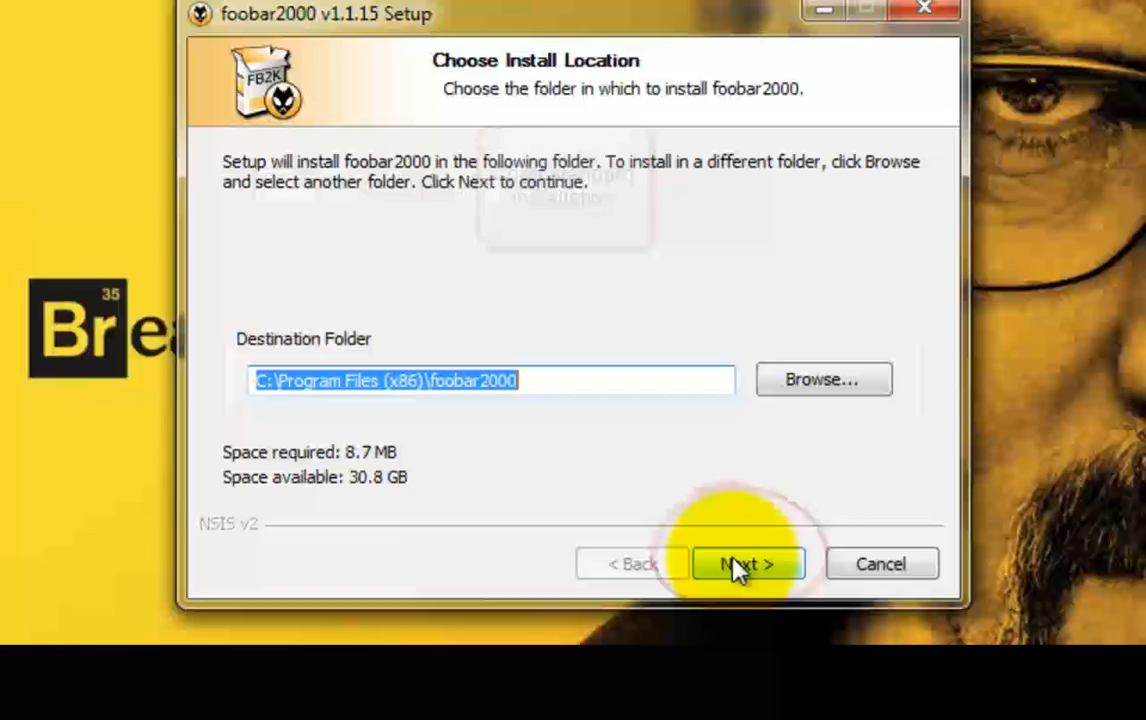 foobar2000 v1.1.15 Setup
FB2K
Choose Install Location
Choose the folder in which to install foobar2000.
Setup will install foobar2000 in the following folder. To install in a different folder, click Browse
and select another folder. Click Next to continue.
35
Brea
Destination Folder
C:\Program Files (x86)\foobar2000
Browse...
Space required: 8.7 MB
Space available: 30.8 GB
NSIS v2
< Back
Next >
Cancel